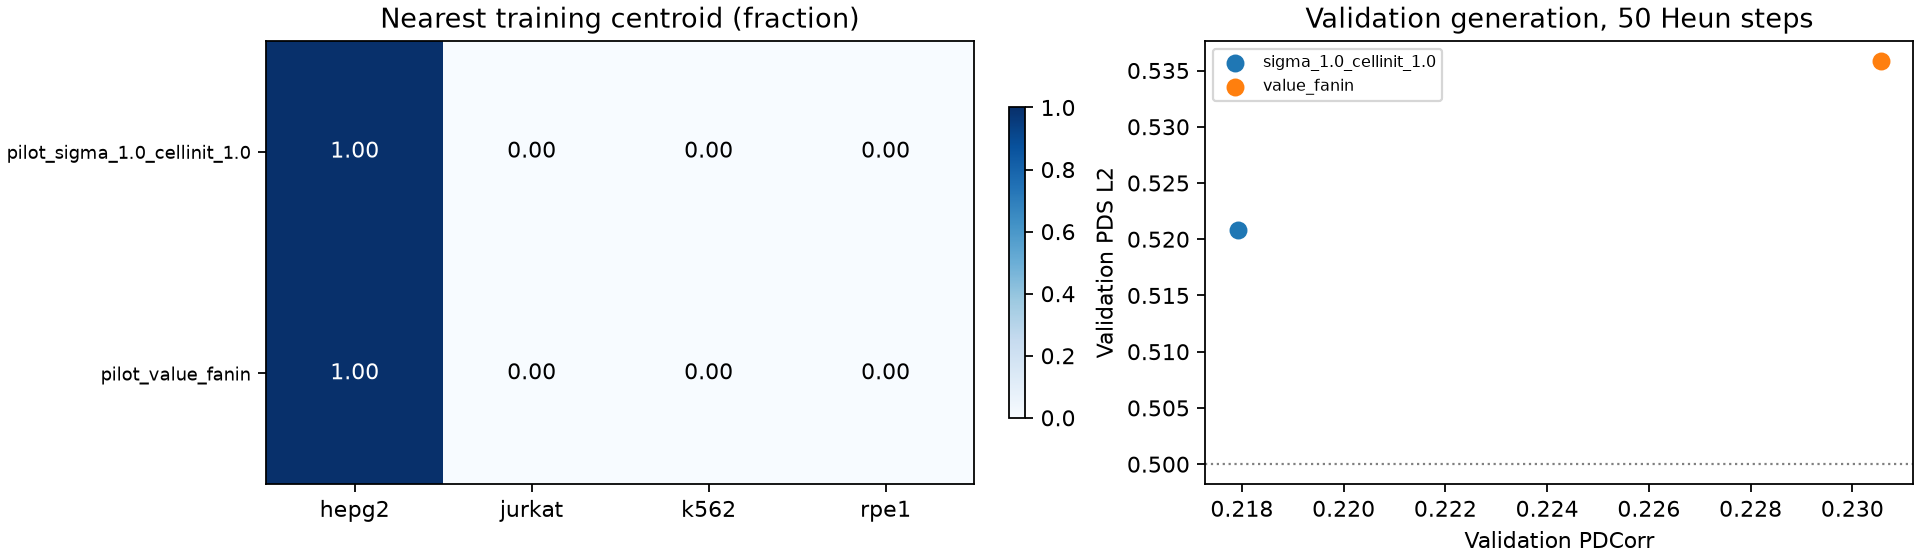 Nearest training centroid (fraction)
pilot_sigma_1.0_cellinit_1.0
pilot_value_fanin
1.00 0.00 0.00 0.00
1.00 0.00 0.00 0.00
hepg2 jurkat k562 rpe1
1.0
0.8
0.6
0.4
0.2
0.0
Validation generation, 50 Heun steps
sigma_1.0_cellinit_1.0
value_fanin
Validation PDS L2
0.535
0.530
0.525
0.520
0.515
0.510
0.505
0.500
0.218 0.220 0.222 0.224 0.226 0.228 0.230
Validation PDCorr